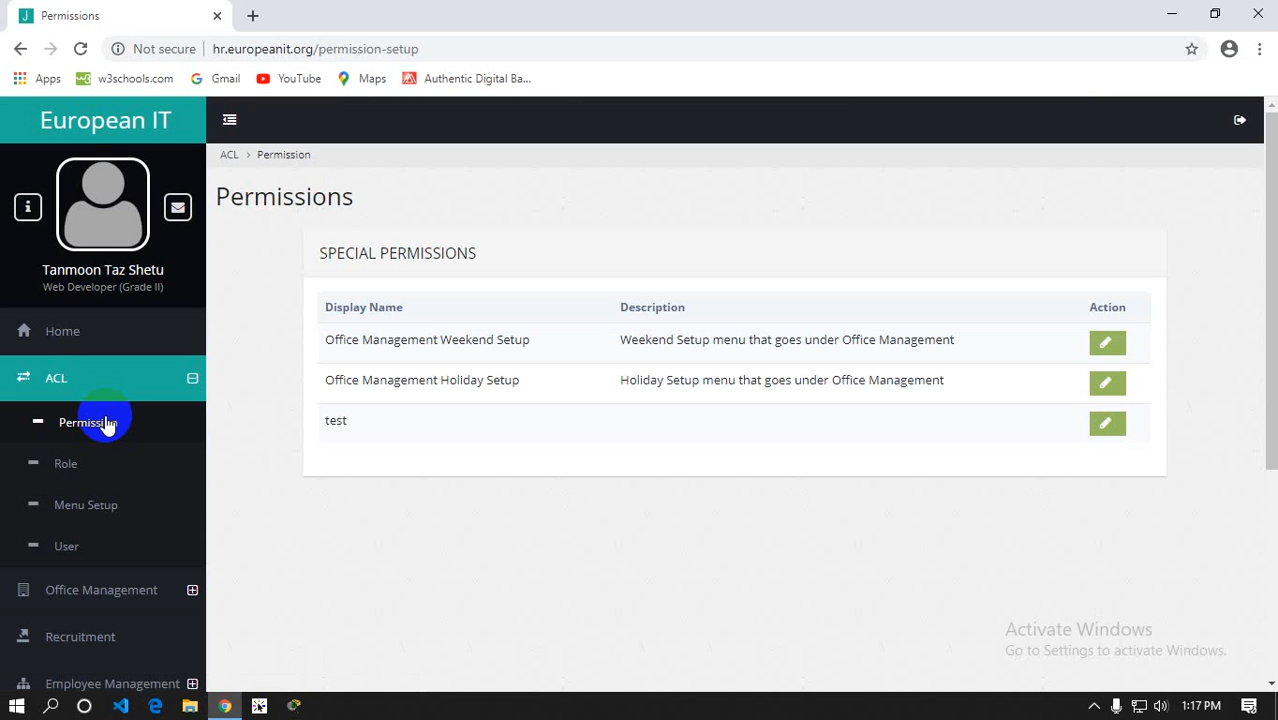 Permissions
Not secure hr.europeanit.org/permission-setup
Apps w3schools.com Gmail YouTube Maps Authentic Digital Ba...
European IT
ACL > Permission
Permissions
Tanmoon Taz Shetu
Web Developer (Grade II)
Home
ACL
Permission
Role
Menu Setup
User
Office Management
Recruitment
Employee Management
SPECIAL PERMISSIONS
Display Name Description Action
Office Management Weekend Setup Weekend Setup menu that goes under Office Management
Office Management Holiday Setup Holiday Setup menu that goes under Office Management
test
Activate Windows
Go to Settings to activate Windows.
1:17 PM